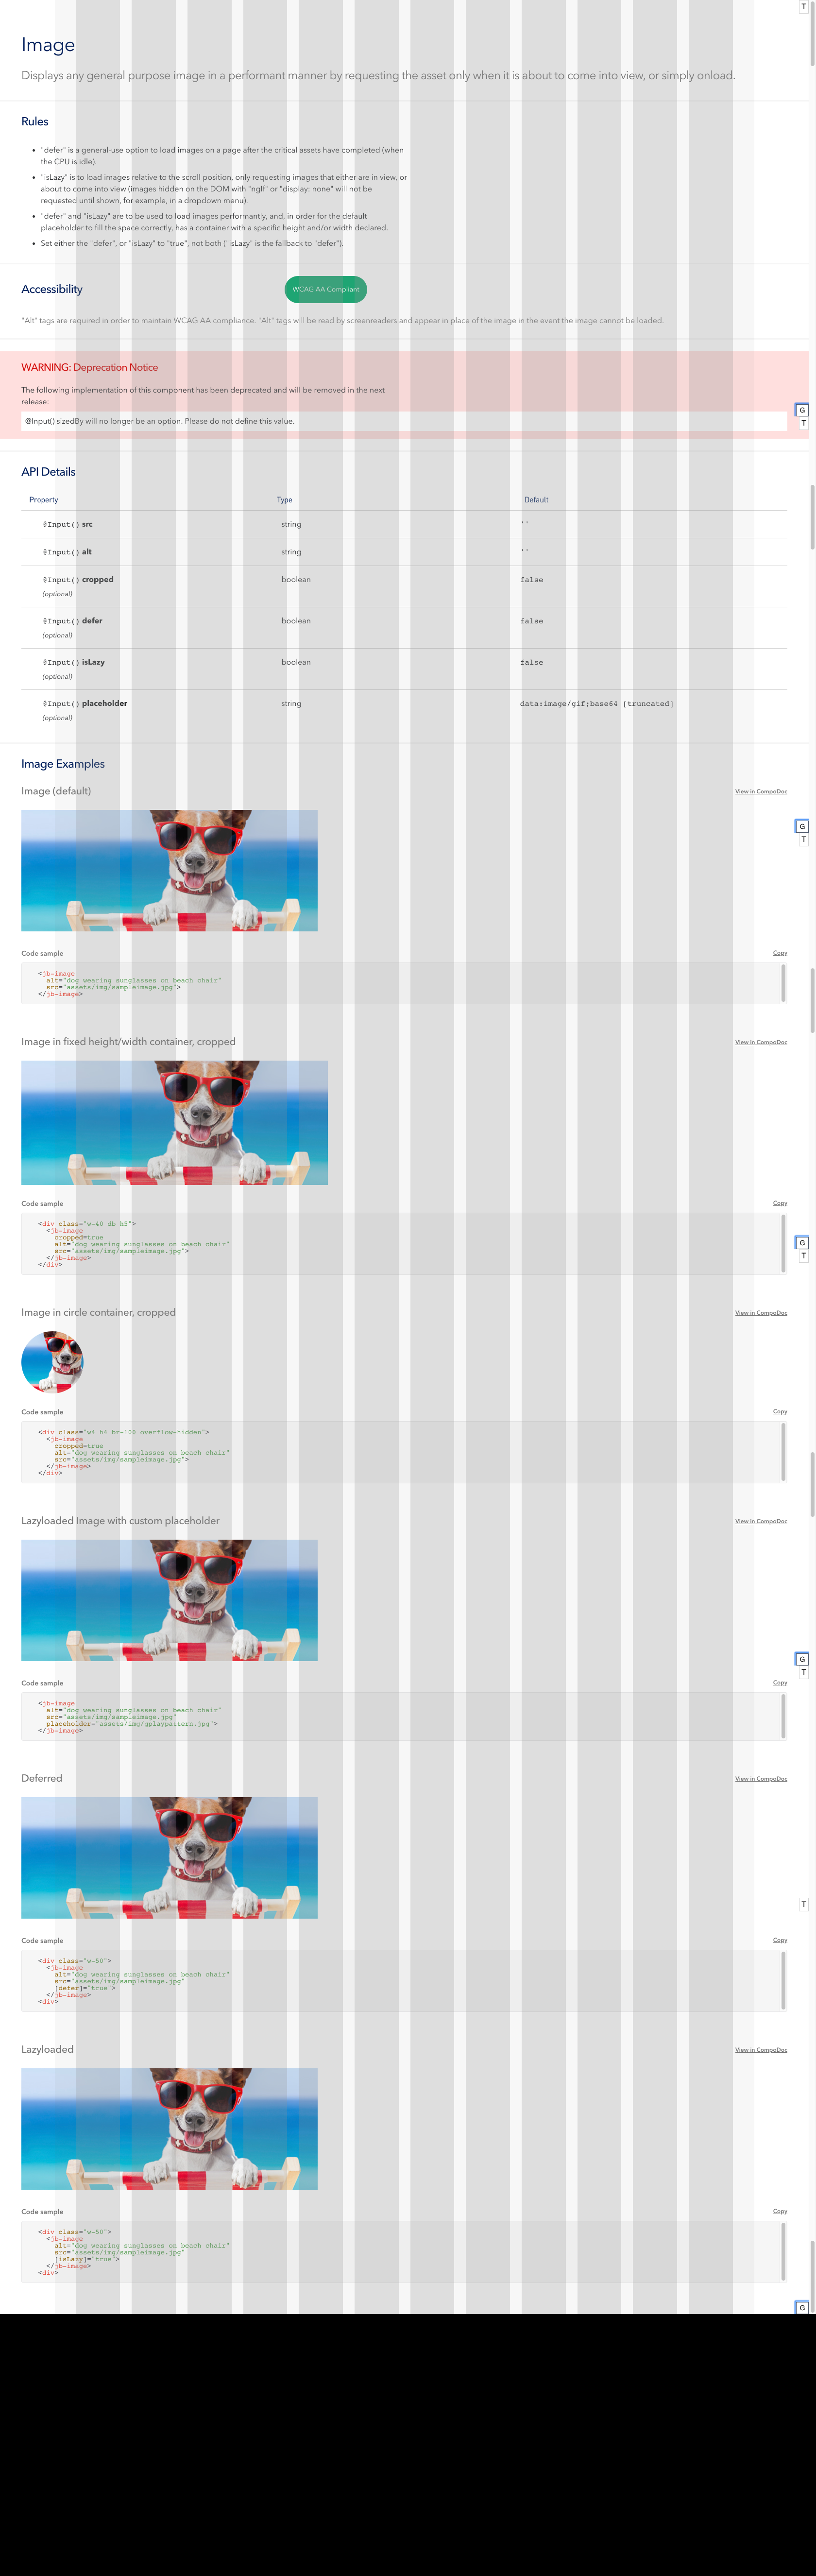 T
Image
Displays any general purpose image in a performant manner by requesting the asset only when it is about to come into view, or simply onload.
Rules
• "defer" is a general-use option to load images on a page after the critical assets have completed (when
the CPU is idle).
• "isLazy" is to load images relative to the scroll position, only requesting images that either are in view, or
about to come into view (images hidden on the DOM with "ngIf" or "display: none" will not be
requested until shown, for example, in a dropdown menu).
• "defer" and "isLazy" are to be used to load images performantly, and, in order for the default
placeholder to fill the space correctly, has a container with a specific height and/or width declared.
• Set either the "defer", or "isLazy" to "true", not both ("isLazy" is the fallback to "defer").
Accessibility
WCAG AA Compliant
"Alt" tags are required in order to maintain WCAG AA compliance. "Alt" tags will be read by screenreaders and appear in place of the image in the event the image cannot be loaded.
WARNING: Deprecation Notice
The following implementation of this component has been deprecated and will be removed in the next
release:
G
@Input() sizedBy will no longer be an option. Please do not define this value.
T
API Details
Property Type Default
@Input() src string ''
@Input() alt string ''
@Input() cropped boolean false
(optional)
@Input() defer boolean false
(optional)
@Input() isLazy boolean false
(optional)
@Input() placeholder string data:image/gif;base64 [truncated]
(optional)
Image Examples
Image (default) View in CompoDoc
G
T
Code sample Copy
<jb-image
alt="dog wearing sunglasses on beach chair"
src="assets/img/sampleimage.jpg">
</jb-image>
Image in fixed height/width container, cropped View in CompoDoc
Code sample Copy
<div class="w-40 db h5">
<jb-image
cropped=true
alt="dog wearing sunglasses on beach chair"
src="assets/img/sampleimage.jpg">
</jb-image>
</div>
G
T
Image in circle container, cropped View in CompoDoc
Code sample Copy
<div class="w4 h4 br-100 overflow-hidden">
<jb-image
cropped=true
alt="dog wearing sunglasses on beach chair"
src="assets/img/sampleimage.jpg">
</jb-image>
</div>
Lazyloaded Image with custom placeholder View in CompoDoc
G
T
Code sample Copy
<jb-image
alt="dog wearing sunglasses on beach chair"
src="assets/img/sampleimage.jpg"
placeholder="assets/img/gplaypattern.jpg">
</jb-image>
Deferred View in CompoDoc
T
Code sample Copy
<div class="w-50">
<jb-image
alt="dog wearing sunglasses on beach chair"
src="assets/img/sampleimage.jpg"
[defer]="true">
</jb-image>
<div>
Lazyloaded View in CompoDoc
Code sample Copy
<div class="w-50">
<jb-image
alt="dog wearing sunglasses on beach chair"
src="assets/img/sampleimage.jpg"
[isLazy]="true">
</jb-image>
<div>
G